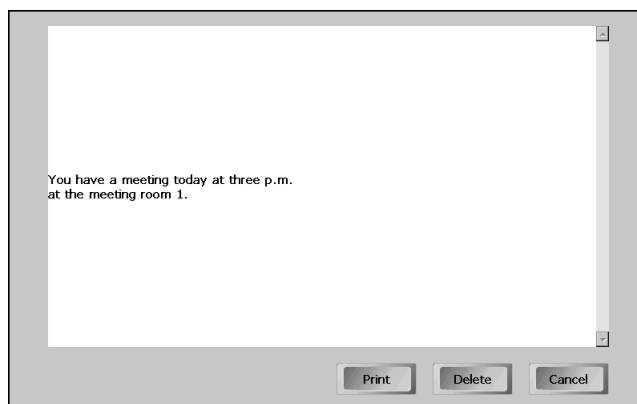 You have a meeting today at three p.m.
at the meeting room 1.
Print Delete Cancel